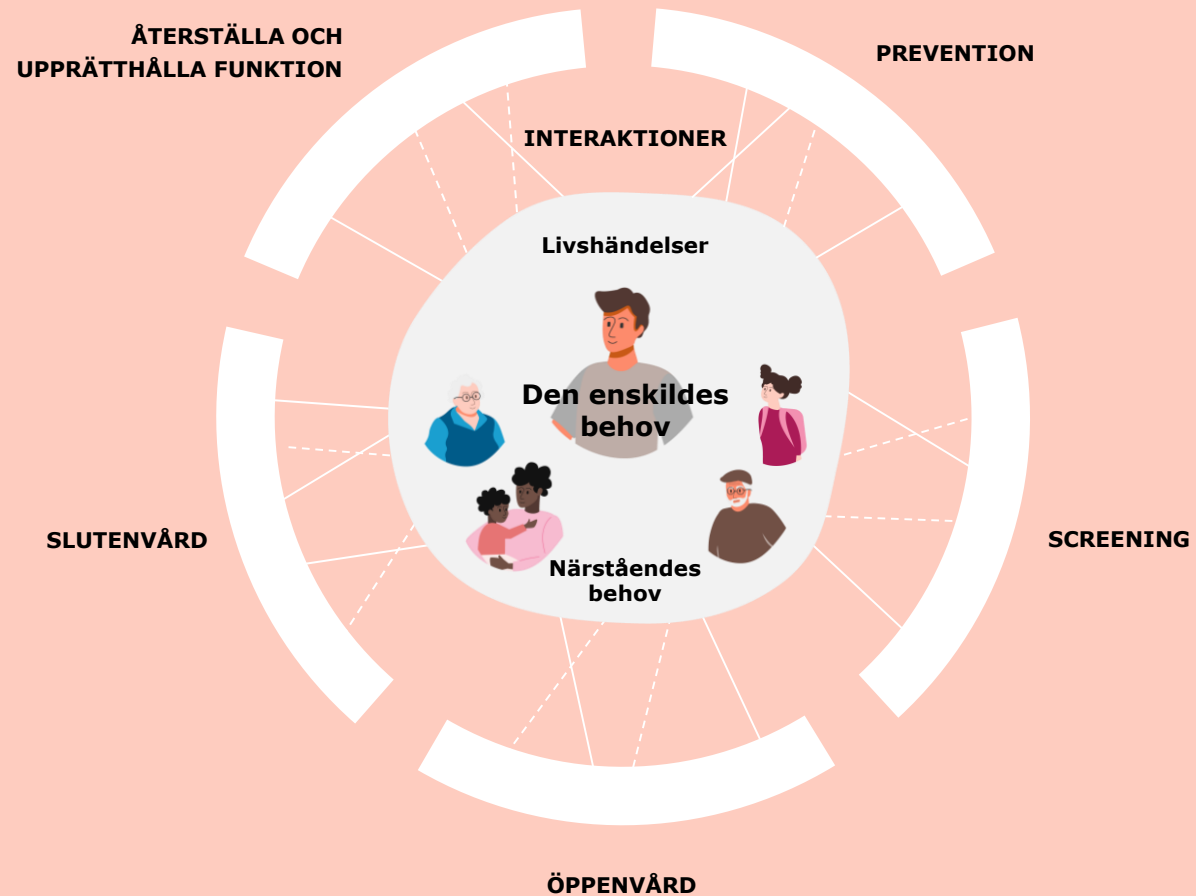 ÅTERSTÄLLA OCH
UPPRÄTTHÅLLA FUNKTION
PREVENTION
INTERAKTIONER
Livshändelser
Den enskildes
behov
Närståendes
behov
SLUTENVÅRD
SCREENING
ÖPPENVÅRD